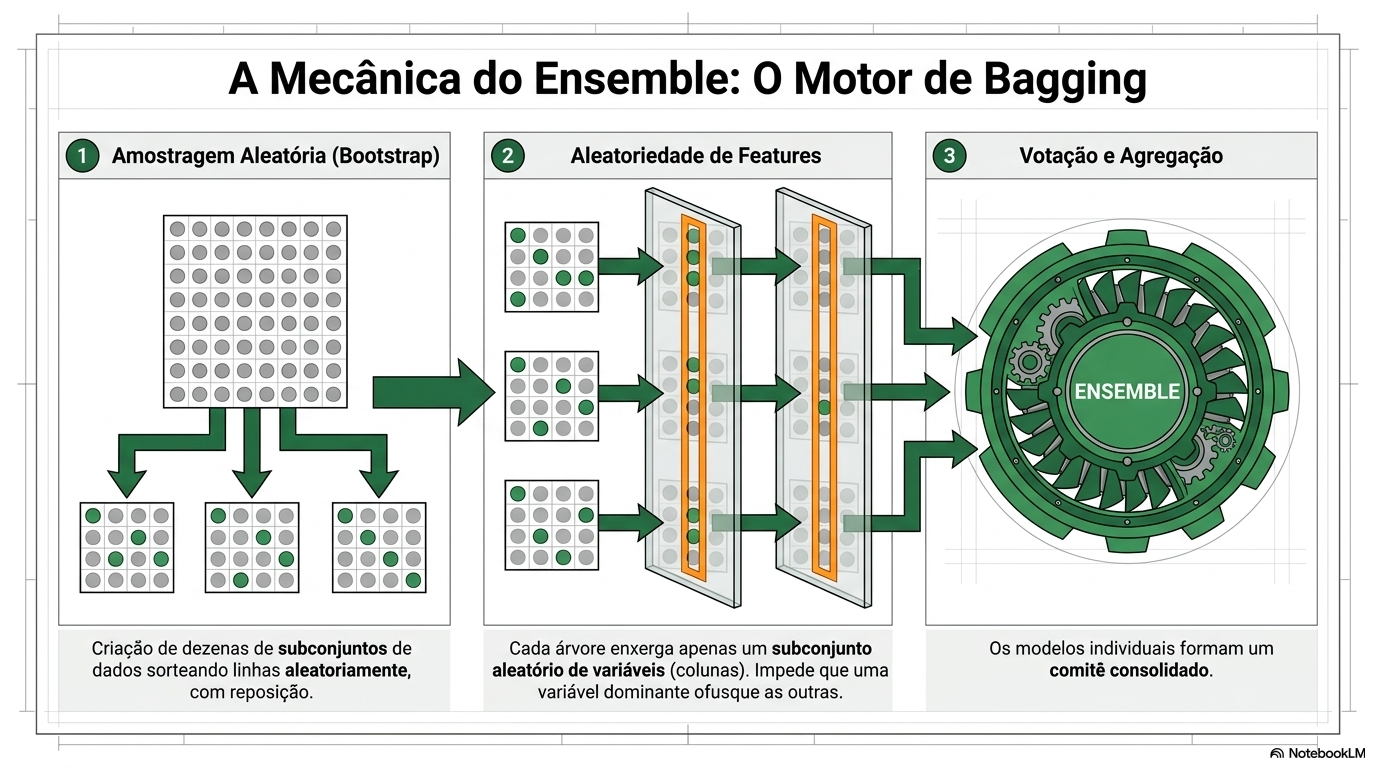 A Mecânica do Ensemble: O Motor de Bagging
1 Amostragem Aleatória (Bootstrap)
Criação de dezenas de subconjuntos de
dados sorteando linhas aleatoriamente,
com reposição.
2 Aleatoriedade de Features
Cada árvore enxerga apenas um subconjunto
aleatório de variáveis (colunas). Impede que uma
variável dominante ofusque as outras.
3 Votação e Agregação
ENSEMBLE
Os modelos individuais formam um
comitê consolidado.
NotebookLM